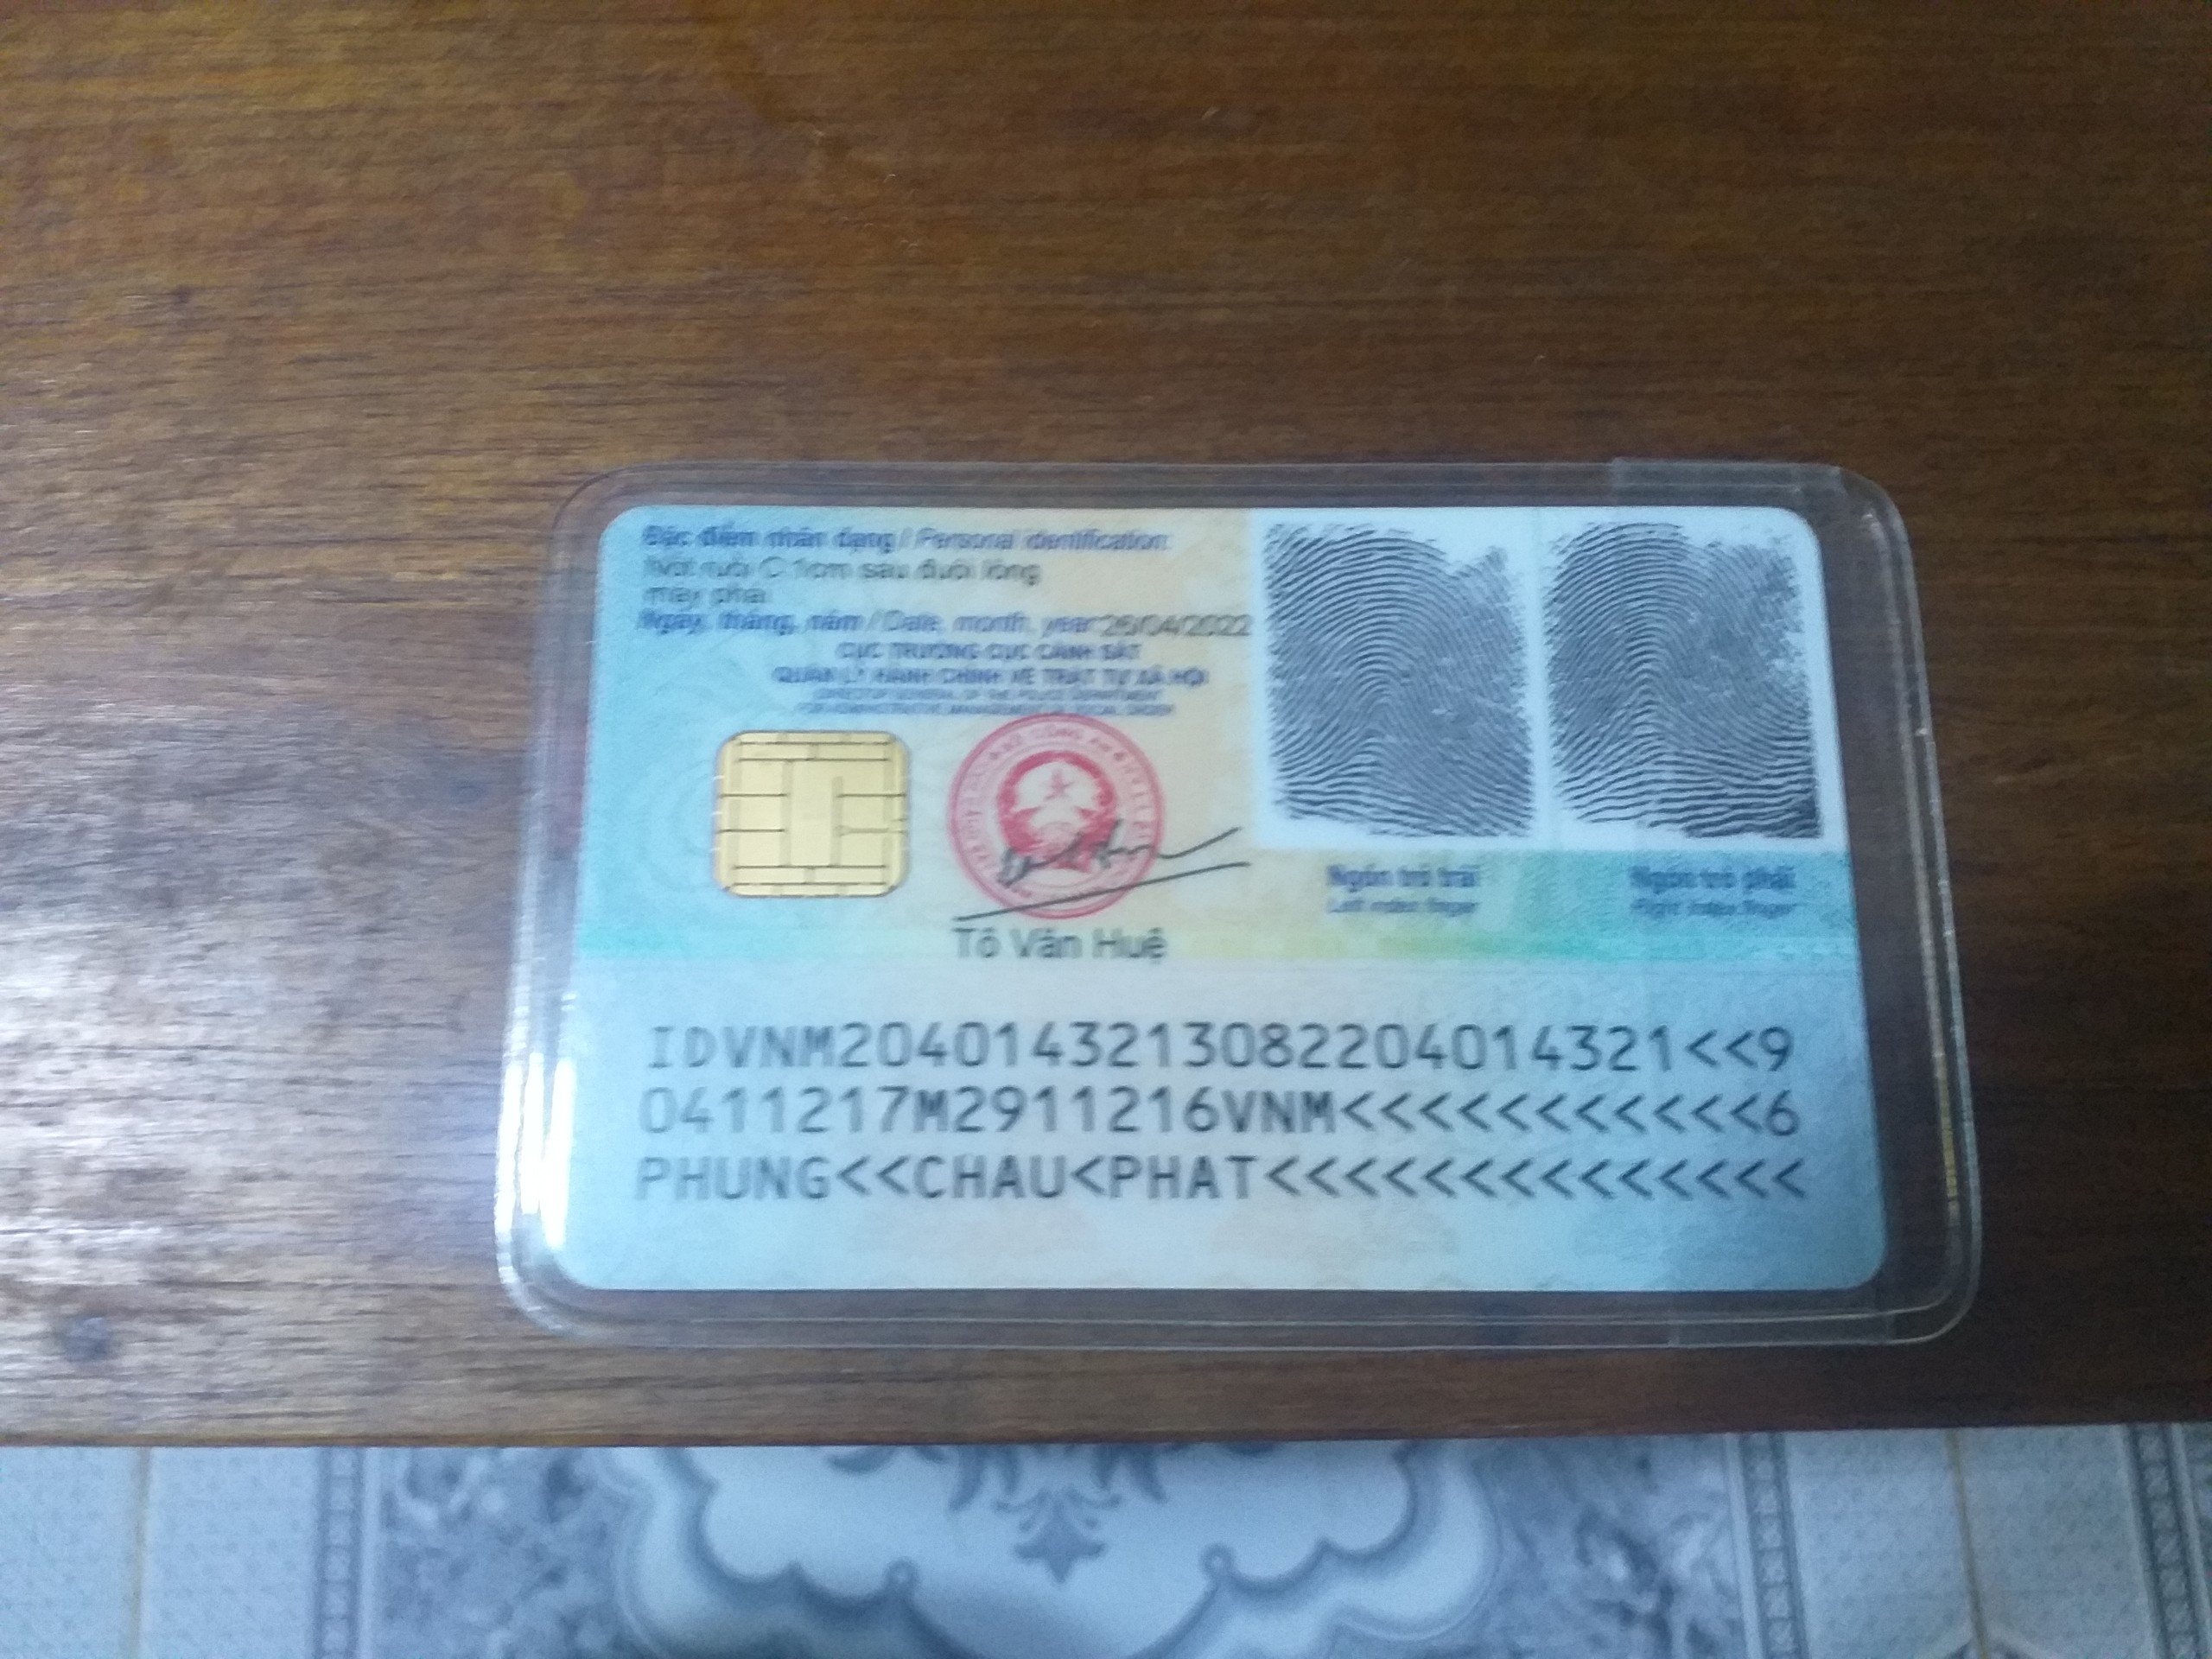 Đặc điểm nhân dạng / Personal identification:
Nốt ruồi C 1cm sau đuôi lông
mày phải
Ngày, tháng, năm / Date, month, year: 26/04/2022
CỤC TRƯỞNG CỤC CẢNH SÁT
QUẢN LÝ HÀNH CHÍNH VỀ TRẬT TỰ XÃ HỘI
DIRECTOR GENERAL OF THE POLICE DEPARTMENT
FOR ADMINISTRATIVE MANAGEMENT OF SOCIAL ORDER
Tô Văn Huệ
Ngón trỏ trái
Left index finger
Ngón trỏ phải
Right index finger
IDVNM2040143213082204014321<<9
0411217M2911216VNM<<<<<<<<<<<6
PHUNG<<CHAU<PHAT<<<<<<<<<<<<<<